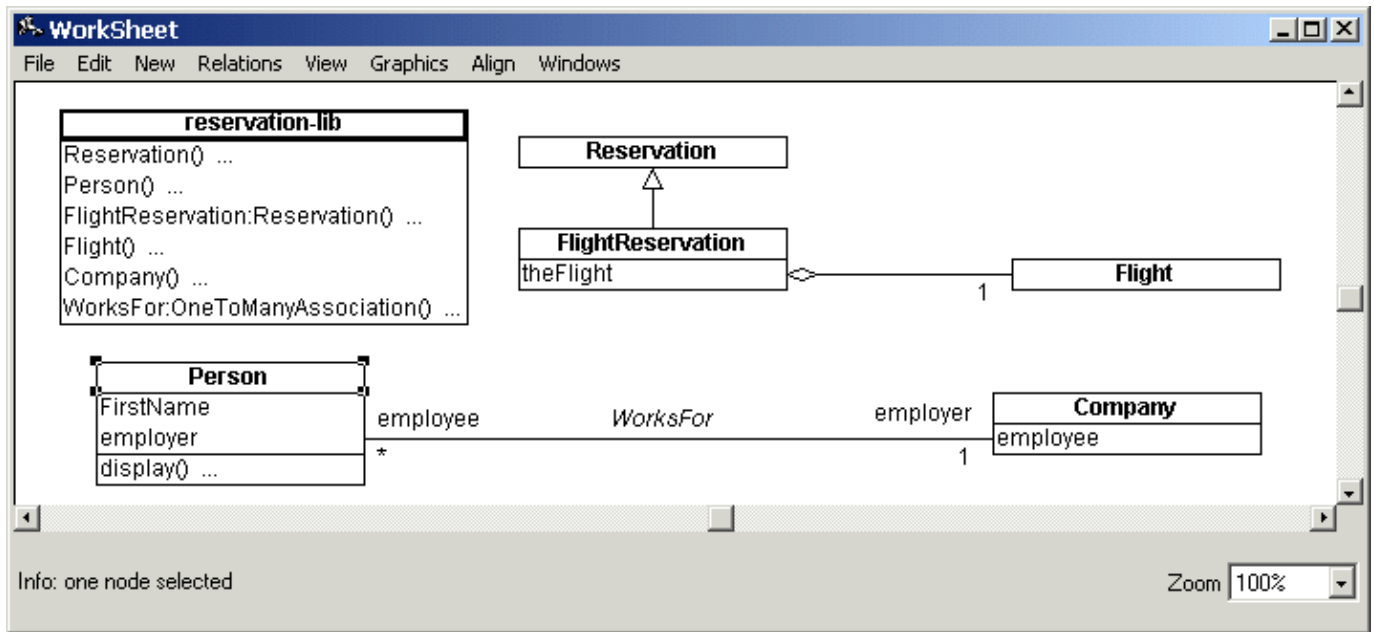 WorkSheet
File Edit New Relations View Graphics Align Windows
reservation-lib
Reservation() ...
Person() ...
FlightReservation:Reservation() ...
Flight() ...
Company() ...
WorksFor:OneToManyAssociation() ...
Reservation
FlightReservation
theFlight
1
Flight
Person
FirstName
employer
display() ...
employee
*
WorksFor
employer
1
Company
employee
Info: one node selected
Zoom 100%